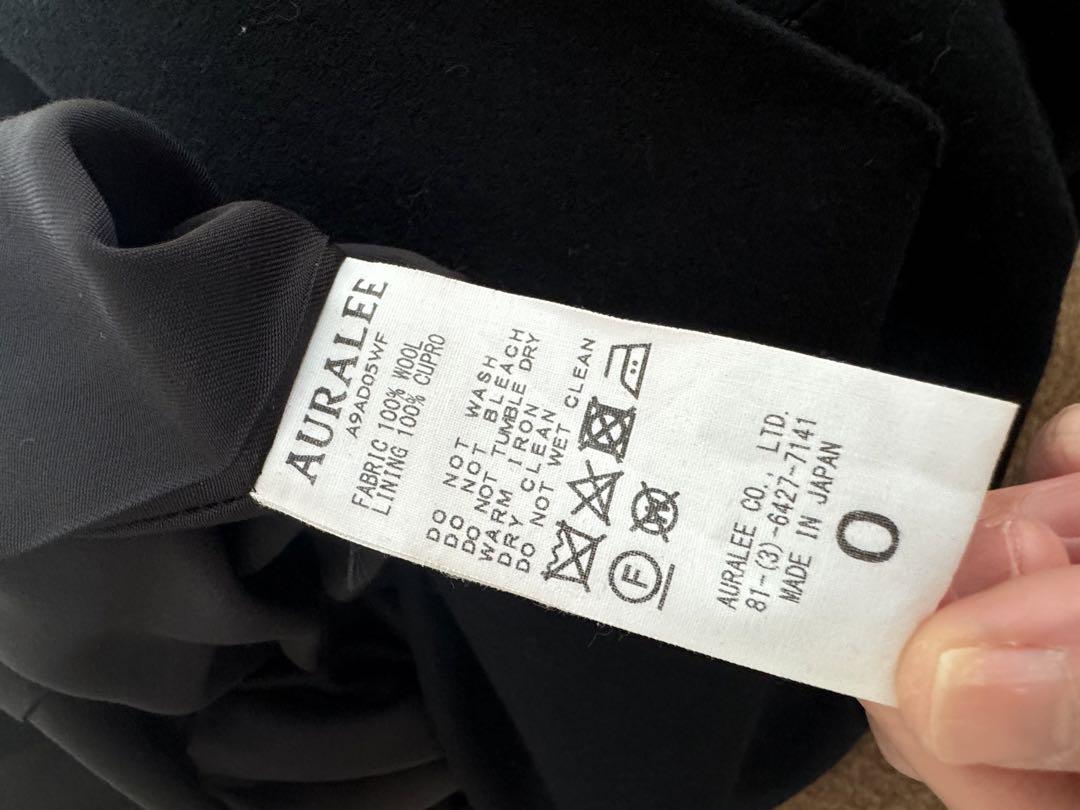 AURALEE
A9AD05WF
FABRIC 100% WOOL
LINING 100% CUPRO
DO NOT WASH
DO NOT BLEACH
DO NOT TUMBLE DRY
WARM IRON
DRY CLEAN
DO NOT WET CLEAN
F
W
AURALEE CO., LTD.
81-(3)-6427-7141
MADE IN JAPAN
0